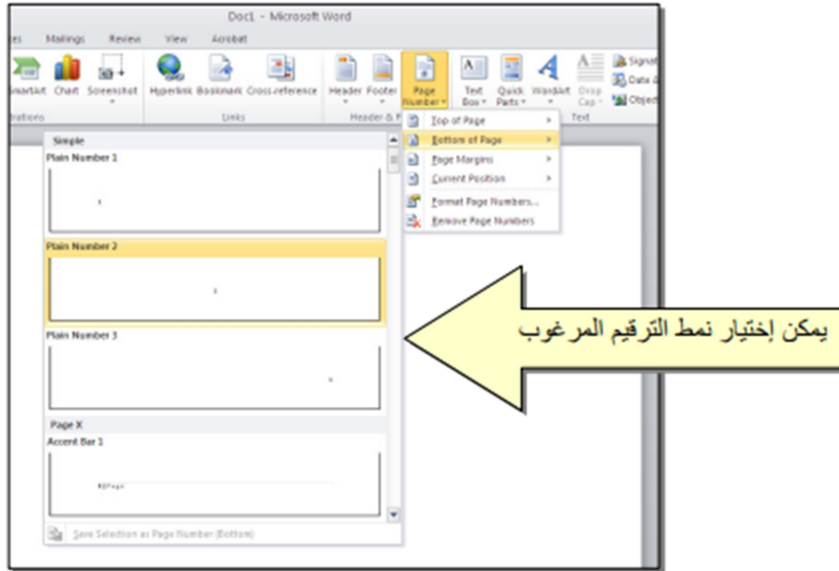 Doc1 - Microsoft Word
Mailings Review View Acrobat
SmartArt Chart Screenshot Hyperlink Bookmark Cross-reference Header Footer Page Number Text Box Quick Parts WordArt Drop Cap Object
Links Text
Top of Page
Bottom of Page
Page Margins
Current Position
Format Page Numbers...
Remove Page Numbers
Simple
Plain Number 1
Plain Number 2
Plain Number 3
Page X
Accent Bar 1
Save Selection as Page Number (Bottom)
يمكن إختيار نمط الترقيم المرغوب